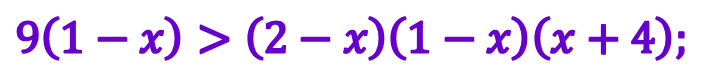 9(1 − x) > (2 − x)(1 − x)(x + 4);